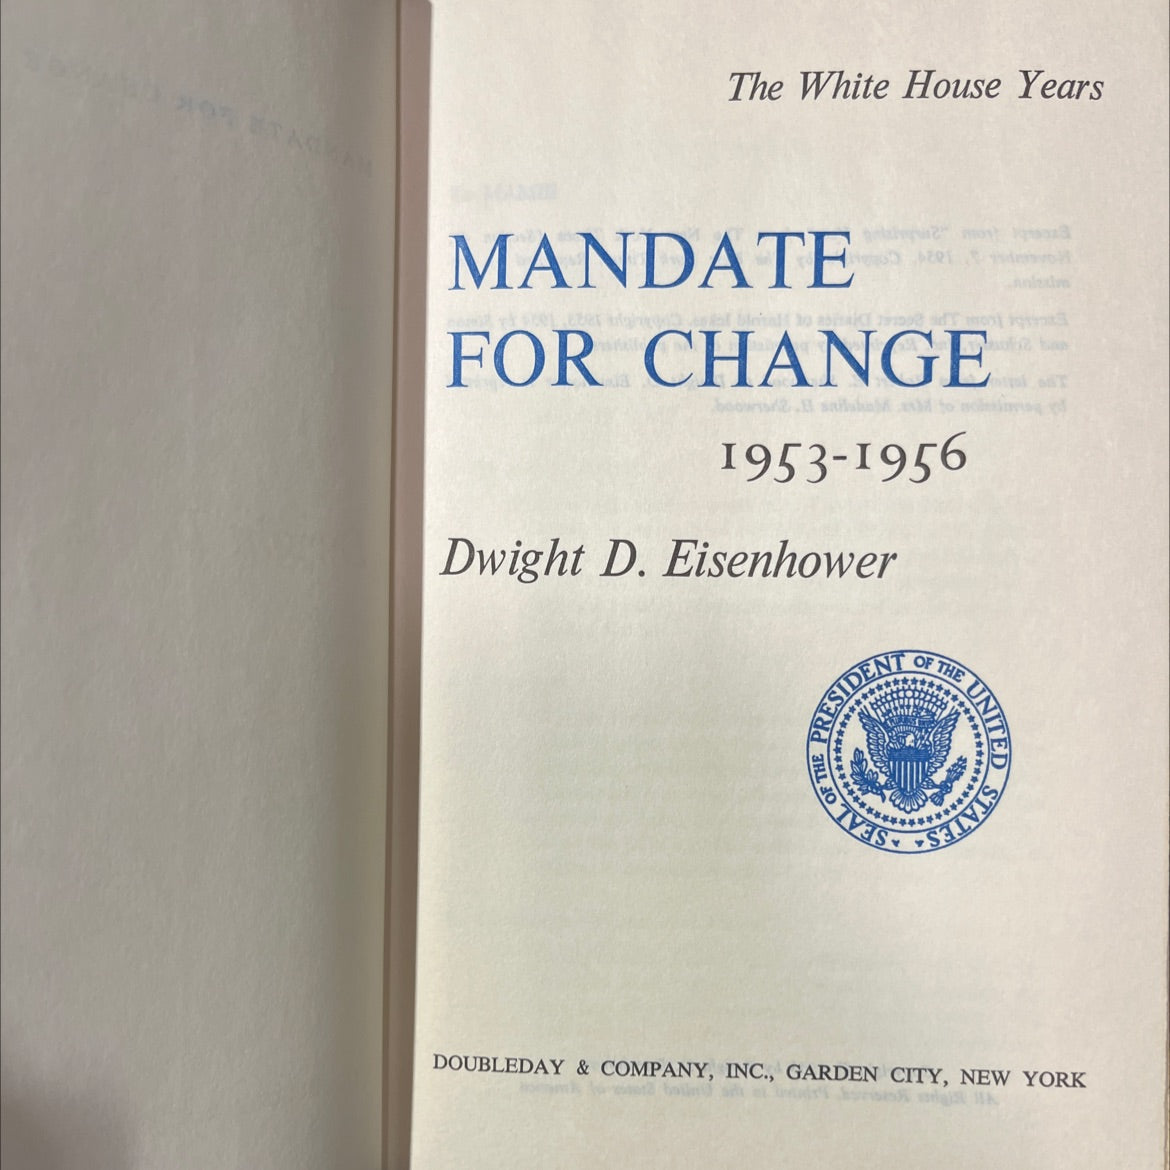 The White House Years
MANDATE
FOR CHANGE
1953-1956
Dwight D. Eisenhower
SEAL OF THE PRESIDENT OF THE UNITED STATES
DOUBLEDAY & COMPANY, INC., GARDEN CITY, NEW YORK